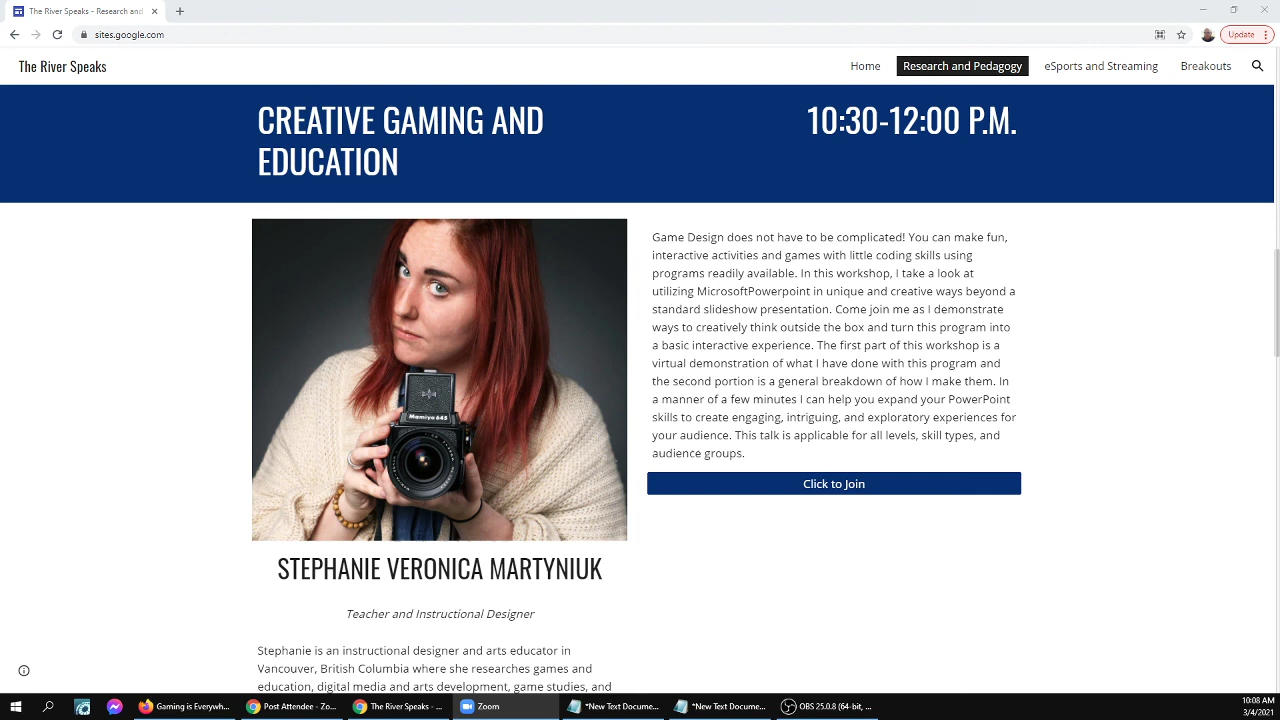 The River Speaks - Research and
sites.google.com
Update
The River Speaks
Home
Research and Pedagogy
eSports and Streaming
Breakouts
CREATIVE GAMING AND
EDUCATION
10:30-12:00 P.M.
Mamiya 645
Game Design does not have to be complicated! You can make fun,
interactive activities and games with little coding skills using
programs readily available. In this workshop, I take a look at
utilizing MicrosoftPowerpoint in unique and creative ways beyond a
standard slideshow presentation. Come join me as I demonstrate
ways to creatively think outside the box and turn this program into
a basic interactive experience. The first part of this workshop is a
virtual demonstration of what I have done with this program and
the second portion is a general breakdown of how I make them. In
a manner of a few minutes I can help you expand your PowerPoint
skills to create engaging, intriguing, and exploratory experiences for
your audience. This talk is applicable for all levels, skill types, and
audience groups.
Click to Join
STEPHANIE VERONICA MARTYNIUK
Teacher and Instructional Designer
Stephanie is an instructional designer and arts educator in
Vancouver, British Columbia where she researches games and
education, digital media and arts development, game studies, and
Gaming is Everywh...
Post Attendee - Zo...
The River Speaks - ...
Zoom
*New Text Docume...
*New Text Docume...
OBS 25.0.8 (64-bit, ...
10:08 AM
3/4/2021